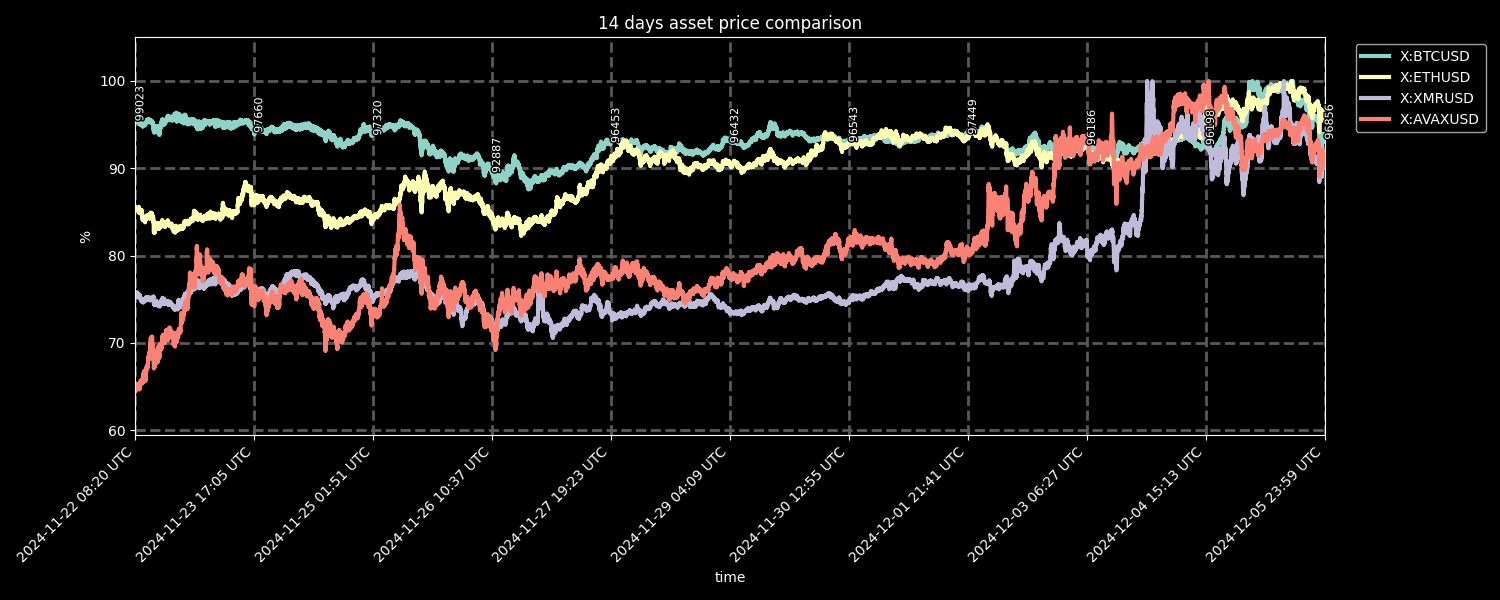 14 days asset price comparison
X:BTCUSD
X:ETHUSD
X:XMRUSD
X:AVAXUSD
100
90
80
70
60
%
99023
97660
97320
92887
96453
96432
96543
97449
96186
96198
96856
2024-11-22 08:20 UTC
2024-11-23 17:05 UTC
2024-11-25 01:51 UTC
2024-11-26 10:37 UTC
2024-11-27 19:23 UTC
2024-11-29 04:09 UTC
2024-11-30 12:55 UTC
2024-12-01 21:41 UTC
2024-12-03 06:27 UTC
2024-12-04 15:13 UTC
2024-12-05 23:59 UTC
time